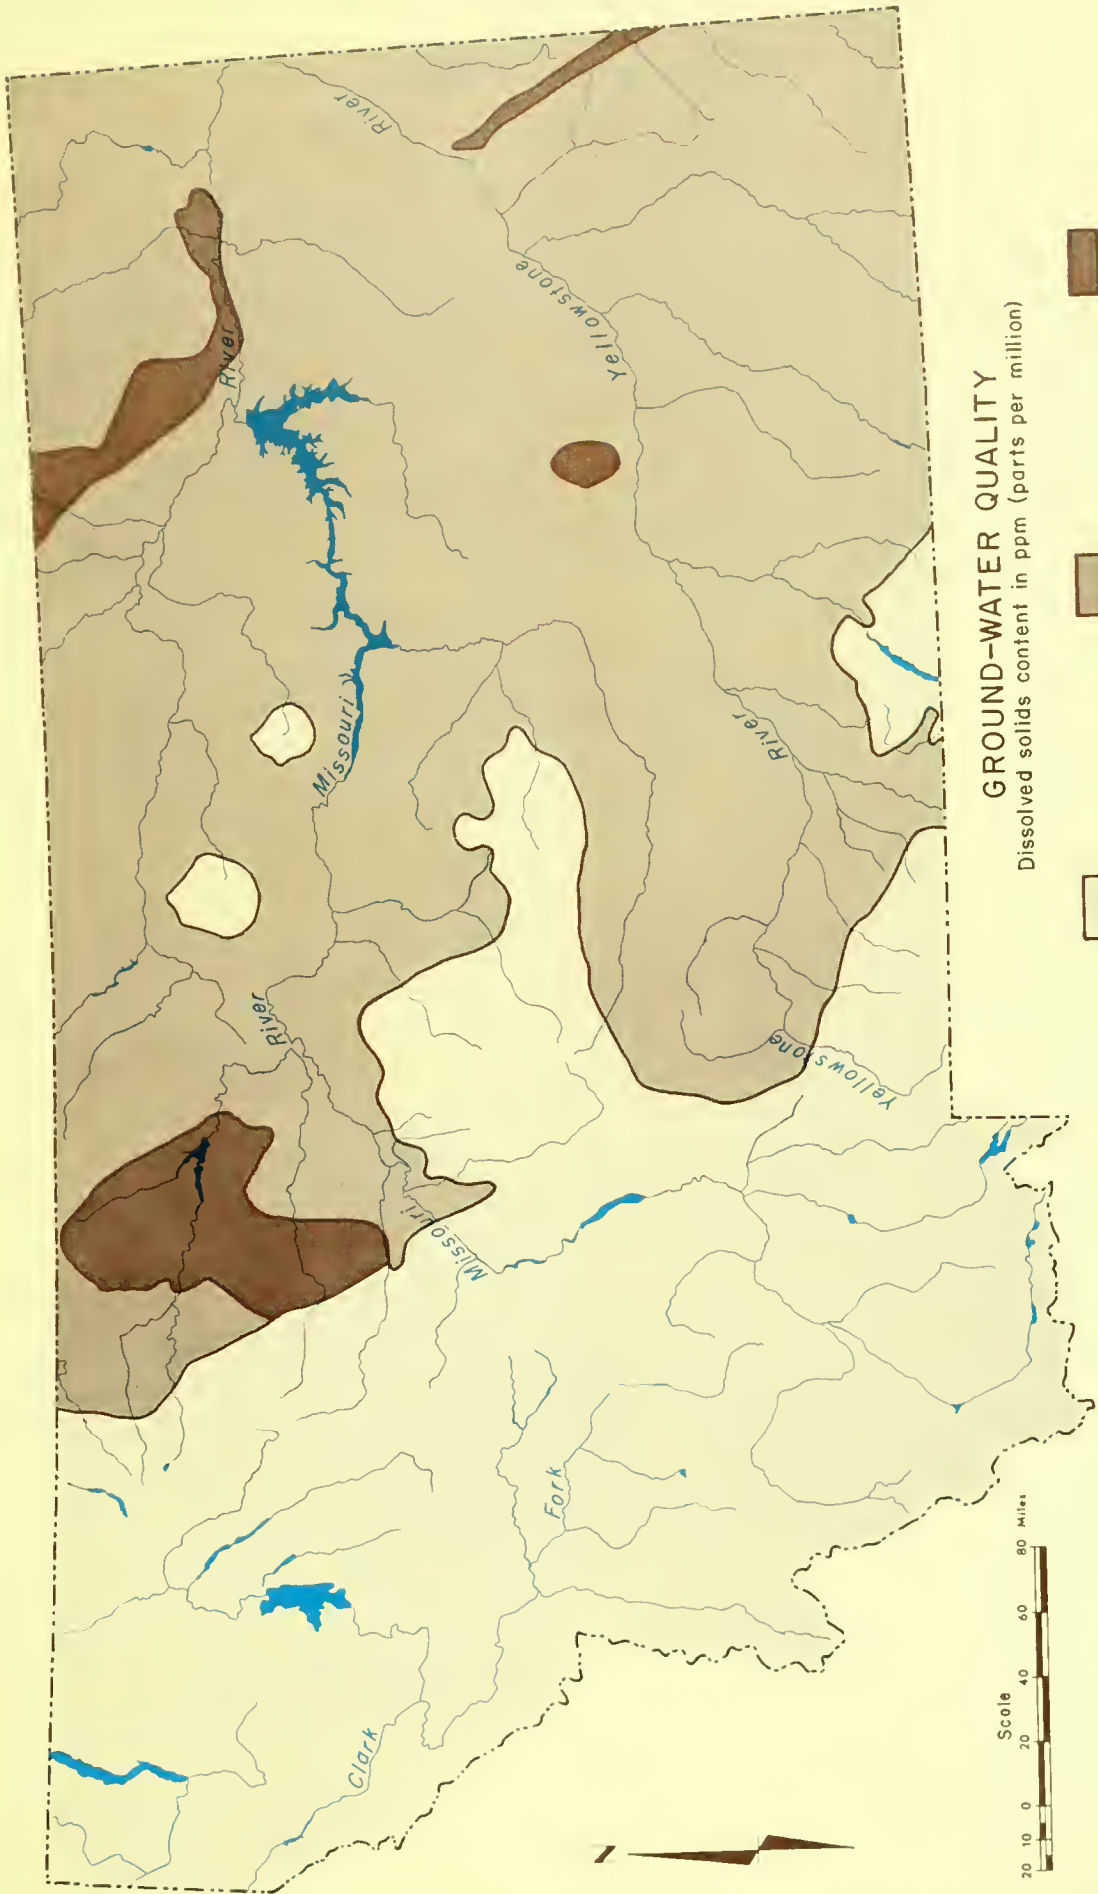 River
River
Yellowstone
Missouri
River
River
Yellowstone
Missouri
Fork
Clark
GROUND-WATER QUALITY
Dissolved solids content in ppm (parts per million)
Scale
20 10 0 20 40 60 80 Miles